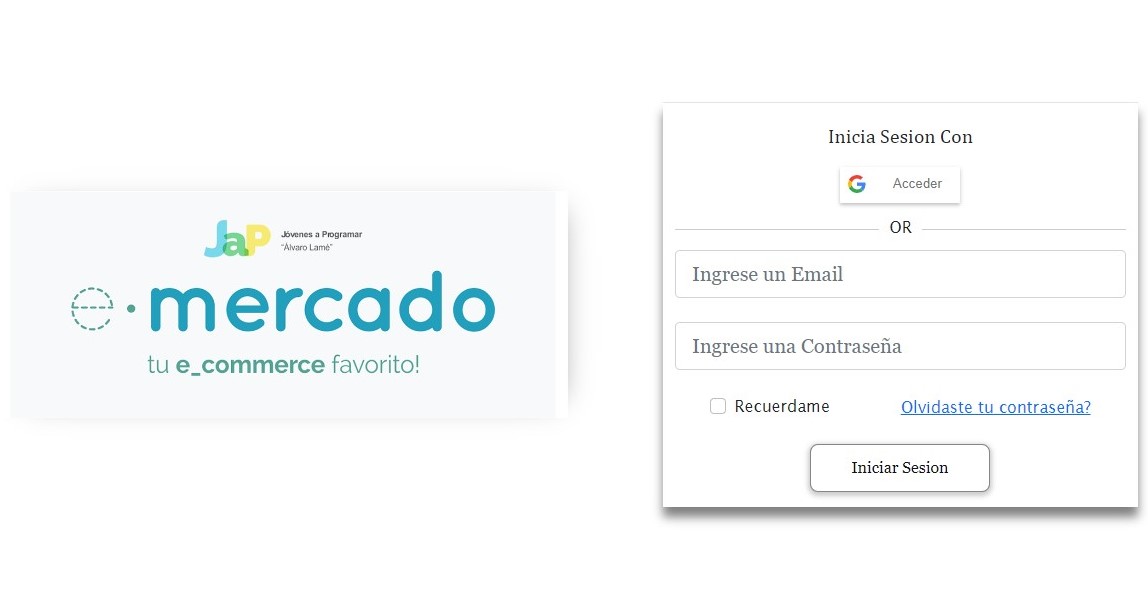 JaP
Jóvenes a Programar
"Álvaro Lamé"
e · mercado
tu e_commerce favorito!
Inicia Sesion Con
Acceder
OR
Ingrese un Email
Ingrese una Contraseña
Recuerdame
Olvidaste tu contraseña?
Iniciar Sesion